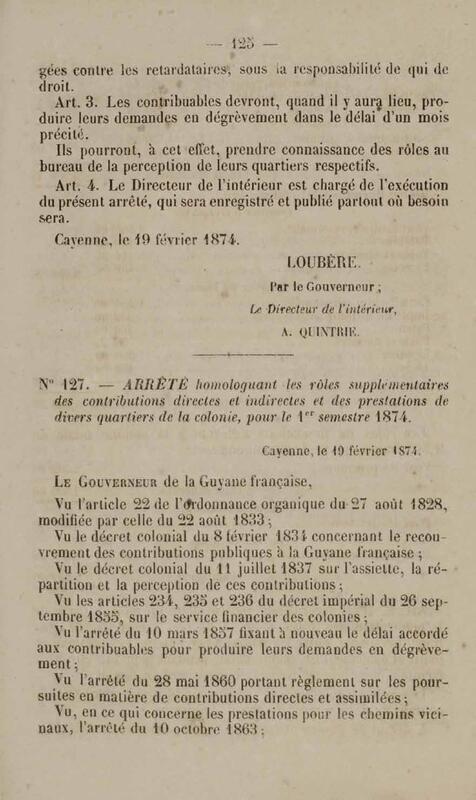 — 125 —
gées contre les retardataires, sous la responsabilité de qui de
droit.
Art. 3. Les contribuables devront, quand il y aura lieu, pro-
duire leurs demandes en dégrèvement dans le délai d'un mois
précité.
Ils pourront, à cet effet, prendre connaissance des rôles au
bureau de la perception de leurs quartiers respectifs.
Art. 4. Le Directeur de l'intérieur est chargé de l'exécution
du présent arrêté, qui sera enregistré et publié partout où besoin
sera.
Cayenne, le 19 février 1874.
LOUBÈRE.
Par le Gouverneur ;
Le Directeur de l'intérieur,
A. QUINTRIE.
N° 127. — ARRÊTÉ homologuant les rôles supplémentaires
des contributions directes et indirectes et des prestations de
divers quartiers de la colonie, pour le 1er semestre 1874.
Cayenne, le 19 février 1874.
LE GOUVERNEUR de la Guyane française,
Vu l'article 22 de l'Ordonnance organique du 27 août 1828,
modifiée par celle du 22 août 1833 ;
Vu le décret colonial du 8 février 1834 concernant le recou-
vrement des contributions publiques à la Guyane française ;
Vu le décret colonial du 11 juillet 1837 sur l'assiette, la ré-
partition et la perception de ces contributions ;
Vu les articles 234, 235 et 236 du décret impérial du 26 sep-
tembre 1855, sur le service financier des colonies ;
Vu l'arrêté du 10 mars 1857 fixant à nouveau le délai accordé
aux contribuables pour produire leurs demandes en dégrève-
ment ;
Vu l'arrêté du 28 mai 1860 portant règlement sur les pour-
suites en matière de contributions directes et assimilées ;
Vu, en ce qui concerne les prestations pour les chemins vici-
naux, l'arrêté du 10 octobre 1863 ;